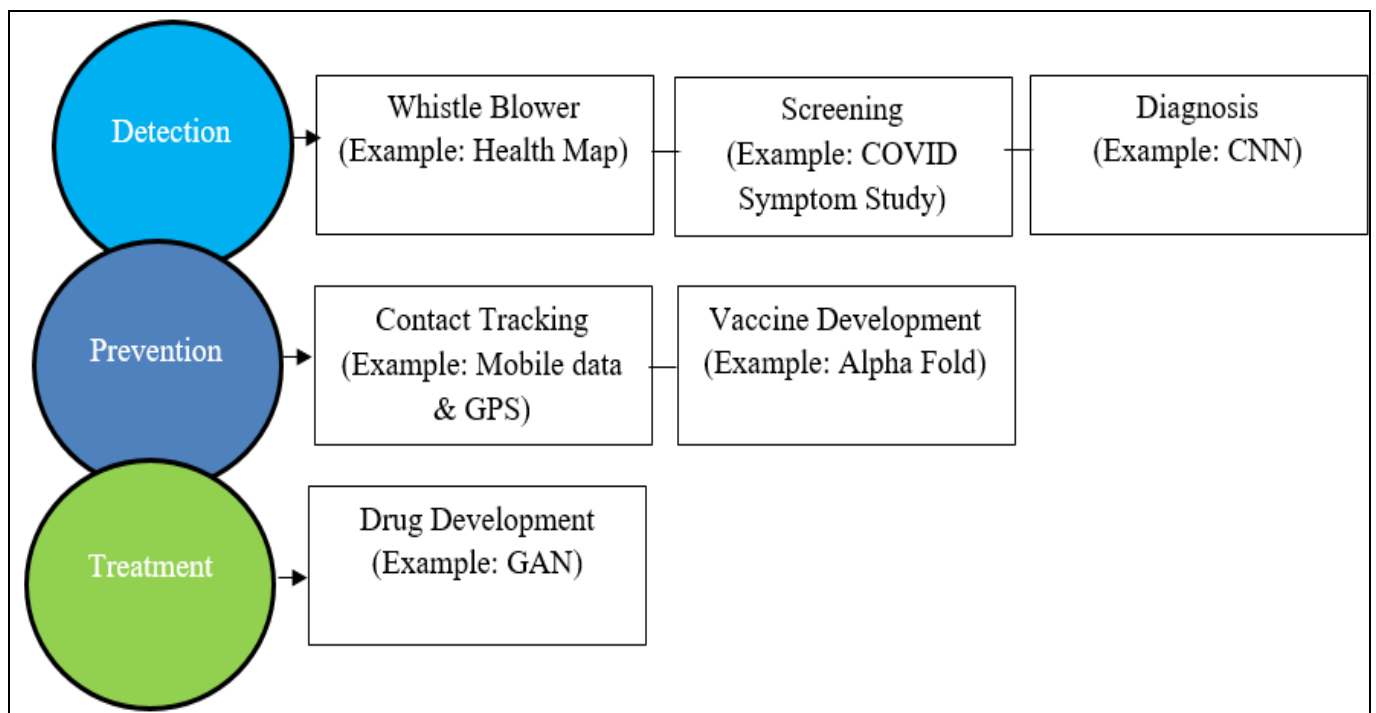 Detection
Whistle Blower
(Example: Health Map)
Screening
(Example: COVID
Symptom Study)
Diagnosis
(Example: CNN)
Prevention
Contact Tracking
(Example: Mobile data
& GPS)
Vaccine Development
(Example: Alpha Fold)
Treatment
Drug Development
(Example: GAN)